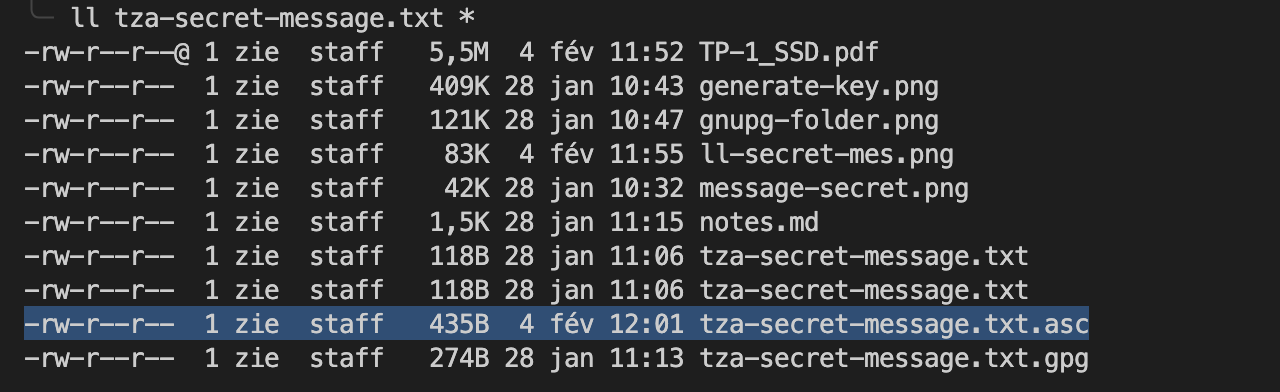 ll tza-secret-message.txt *
-rw-r--r--@ 1 zie  staff   5,5M  4 fév 11:52 TP-1_SSD.pdf
-rw-r--r--  1 zie  staff   409K 28 jan 10:43 generate-key.png
-rw-r--r--  1 zie  staff   121K 28 jan 10:47 gnupg-folder.png
-rw-r--r--  1 zie  staff    83K  4 fév 11:55 ll-secret-mes.png
-rw-r--r--  1 zie  staff    42K 28 jan 10:32 message-secret.png
-rw-r--r--  1 zie  staff   1,5K 28 jan 11:15 notes.md
-rw-r--r--  1 zie  staff   118B 28 jan 11:06 tza-secret-message.txt
-rw-r--r--  1 zie  staff   118B 28 jan 11:06 tza-secret-message.txt
-rw-r--r--  1 zie  staff   435B  4 fév 12:01 tza-secret-message.txt.asc
-rw-r--r--  1 zie  staff   274B 28 jan 11:13 tza-secret-message.txt.gpg